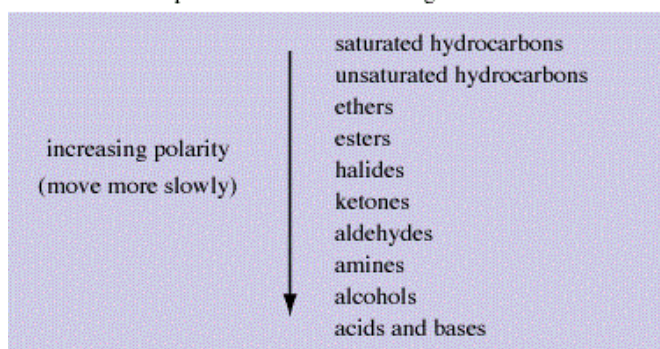 saturated hydrocarbons
unsaturated hydrocarbons
ethers
esters
increasing polarity
halides
(move more slowly)
ketones
aldehydes
amines
alcohols
acids and bases